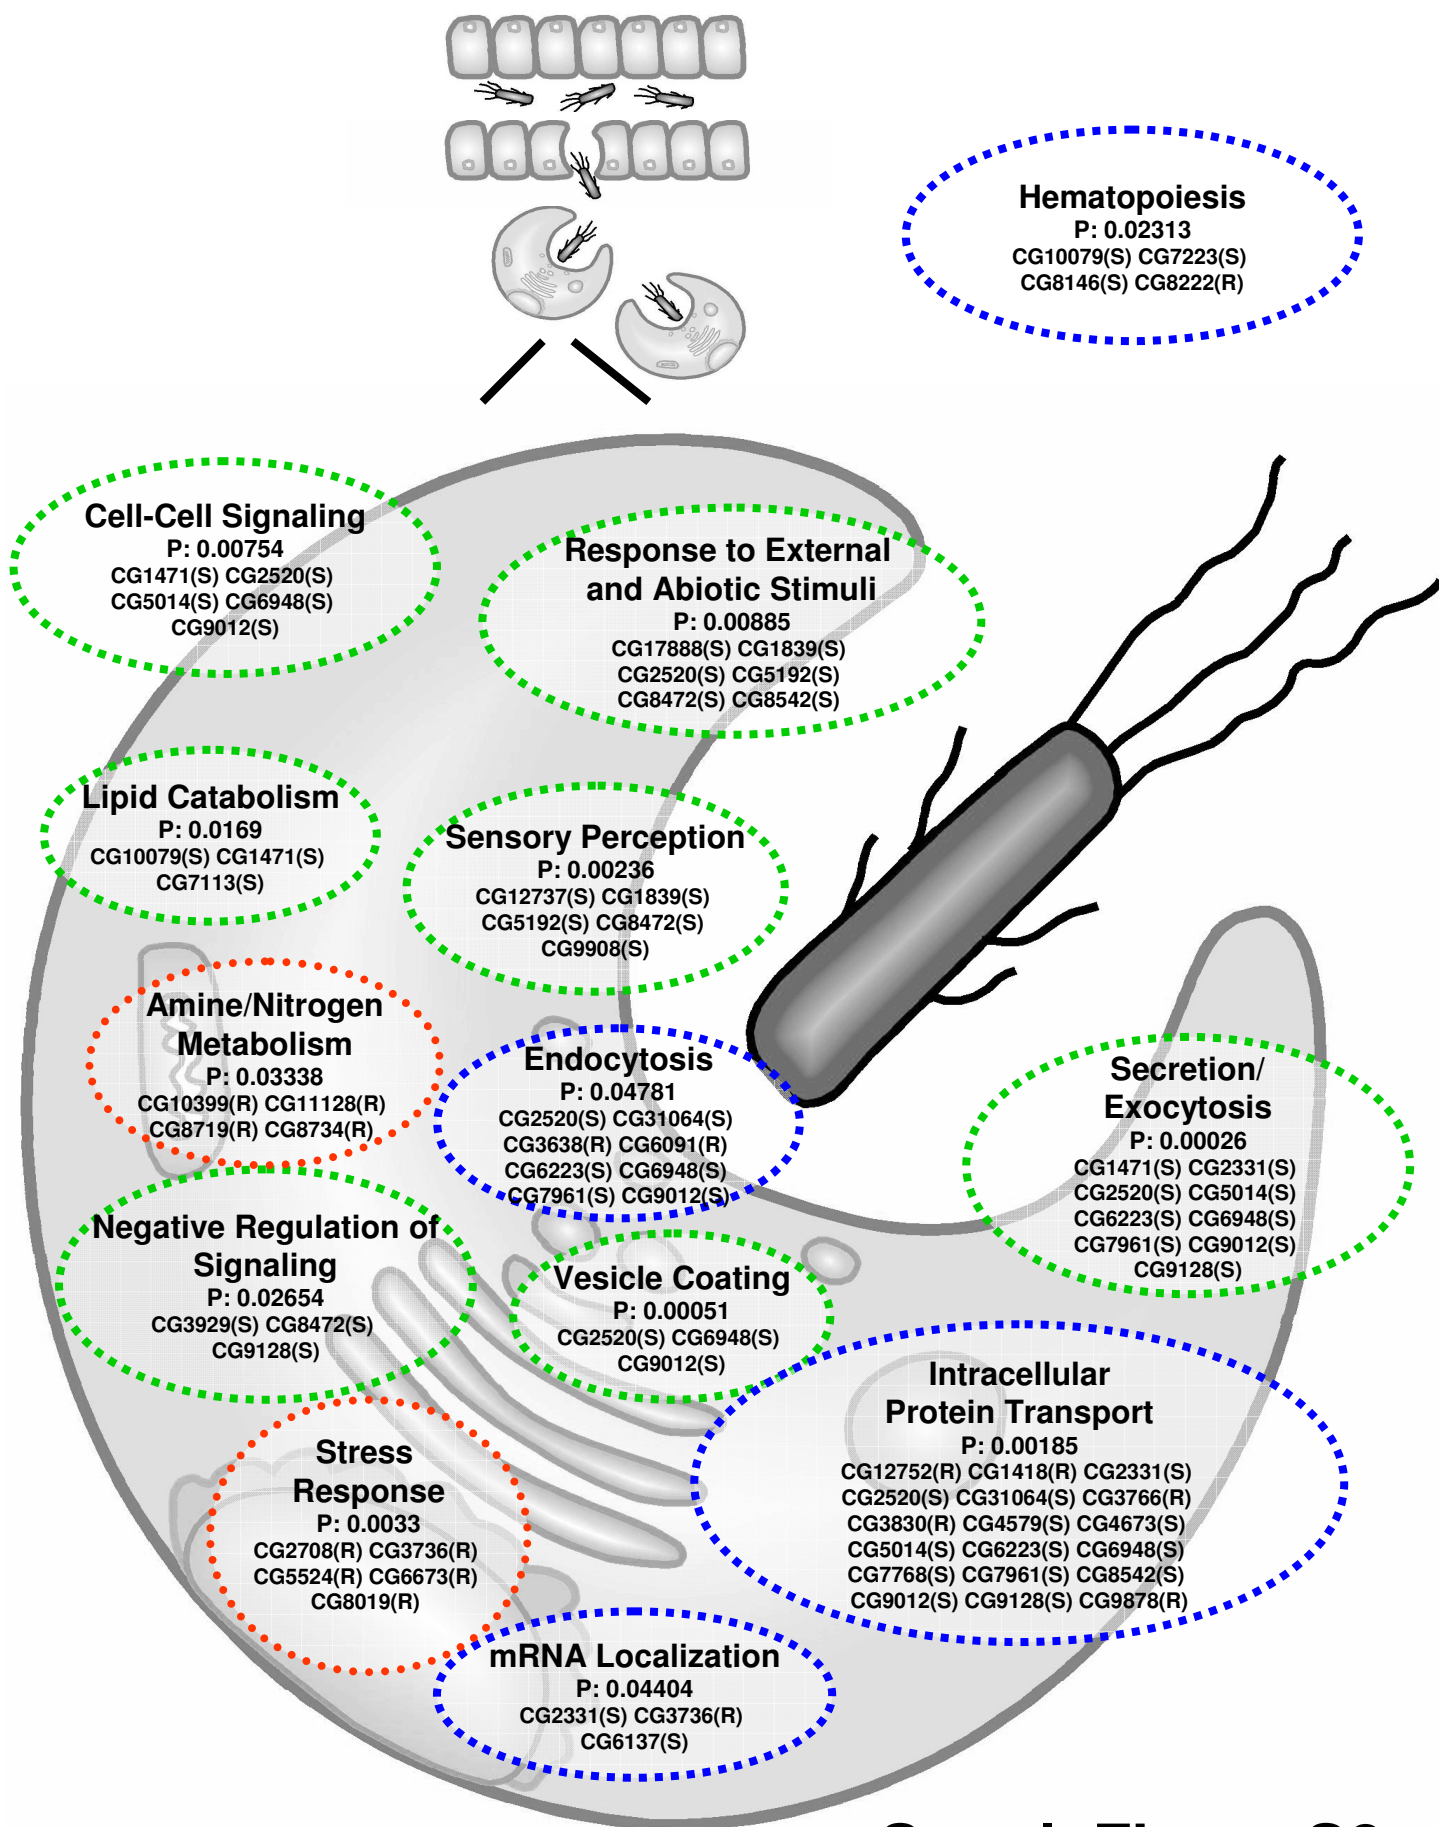 Hematopoiesis
P: 0.02313
CG10079(S) CG7223(S)
CG8146(S) CG8222(R)
Cell-Cell Signaling
P: 0.00754
CG1471(S) CG2520(S)
CG5014(S) CG6948(S)
CG9012(S)
Response to External
and Abiotic Stimuli
P: 0.00885
CG17888(S) CG1839(S)
CG2520(S) CG5192(S)
CG8472(S) CG8542(S)
Lipid Catabolism
P: 0.0169
CG10079(S) CG1471(S)
CG7113(S)
Sensory Perception
P: 0.00236
CG12737(S) CG1839(S)
CG5192(S) CG8472(S)
CG9908(S)
Amine/Nitrogen
Metabolism
P: 0.03338
CG10399(R) CG11128(R)
CG8719(R) CG8734(R)
Endocytosis
P: 0.04781
CG2520(S) CG31064(S)
CG3638(R) CG6091(R)
CG6223(S) CG6948(S)
CG7961(S) CG9012(S)
Secretion/
Exocytosis
P: 0.00026
CG1471(S) CG2331(S)
CG2520(S) CG5014(S)
CG6223(S) CG6948(S)
CG7961(S) CG9012(S)
CG9128(S)
Negative Regulation of
Signaling
P: 0.02654
CG3929(S) CG8472(S)
CG9128(S)
Vesicle Coating
P: 0.00051
CG2520(S) CG6948(S)
CG9012(S)
Intracellular
Protein Transport
P: 0.00185
CG12752(R) CG1418(R) CG2331(S)
CG2520(S) CG31064(S) CG3766(R)
CG3830(R) CG4579(S) CG4673(S)
CG5014(S) CG6223(S) CG6948(S)
CG7768(S) CG7961(S) CG8542(S)
CG9012(S) CG9128(S) CG9878(R)
Stress
Response
P: 0.0033
CG2708(R) CG3736(R)
CG5524(R) CG6673(R)
CG8019(R)
mRNA Localization
P: 0.04404
CG2331(S) CG3736(R)
CG6137(S)